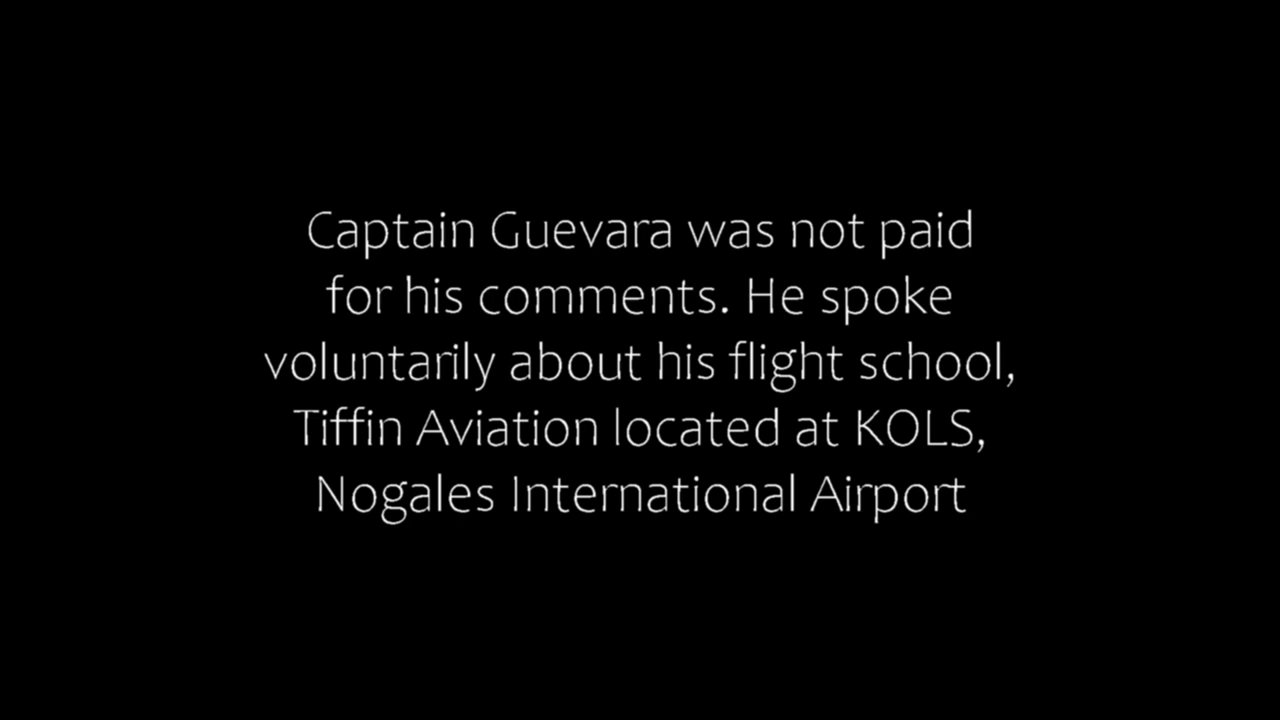 Captain Guevara was not paid
for his comments. He spoke
voluntarily about his flight school,
Tiffin Aviation located at KOLS,
Nogales International Airport